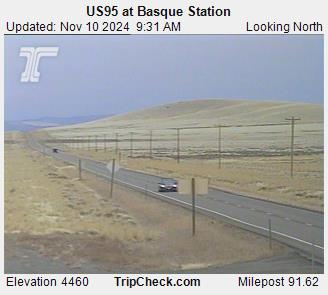 US95 at Basque Station
Updated: Nov 10 2024 9:31 AM Looking North
Elevation 4460 TripCheck.com Milepost 91.62